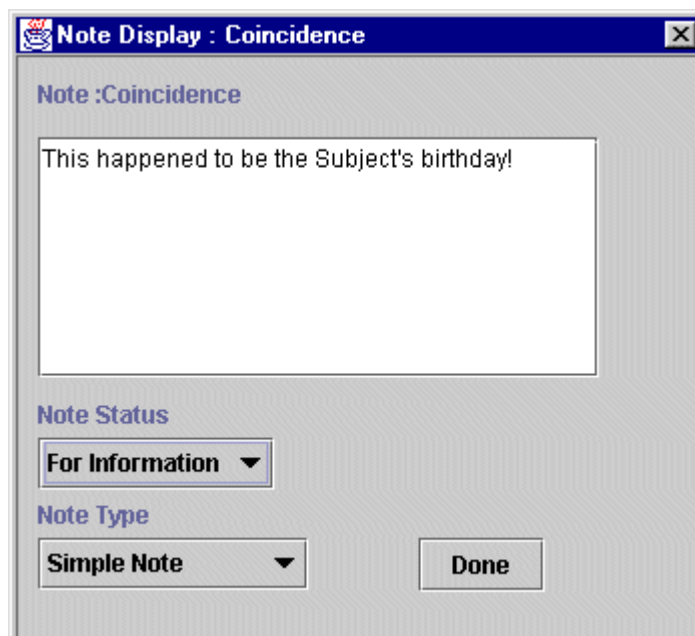 Note Display : Coincidence
Note :Coincidence
This happened to be the Subject's birthday!
Note Status
For Information
Note Type
Simple Note
Done